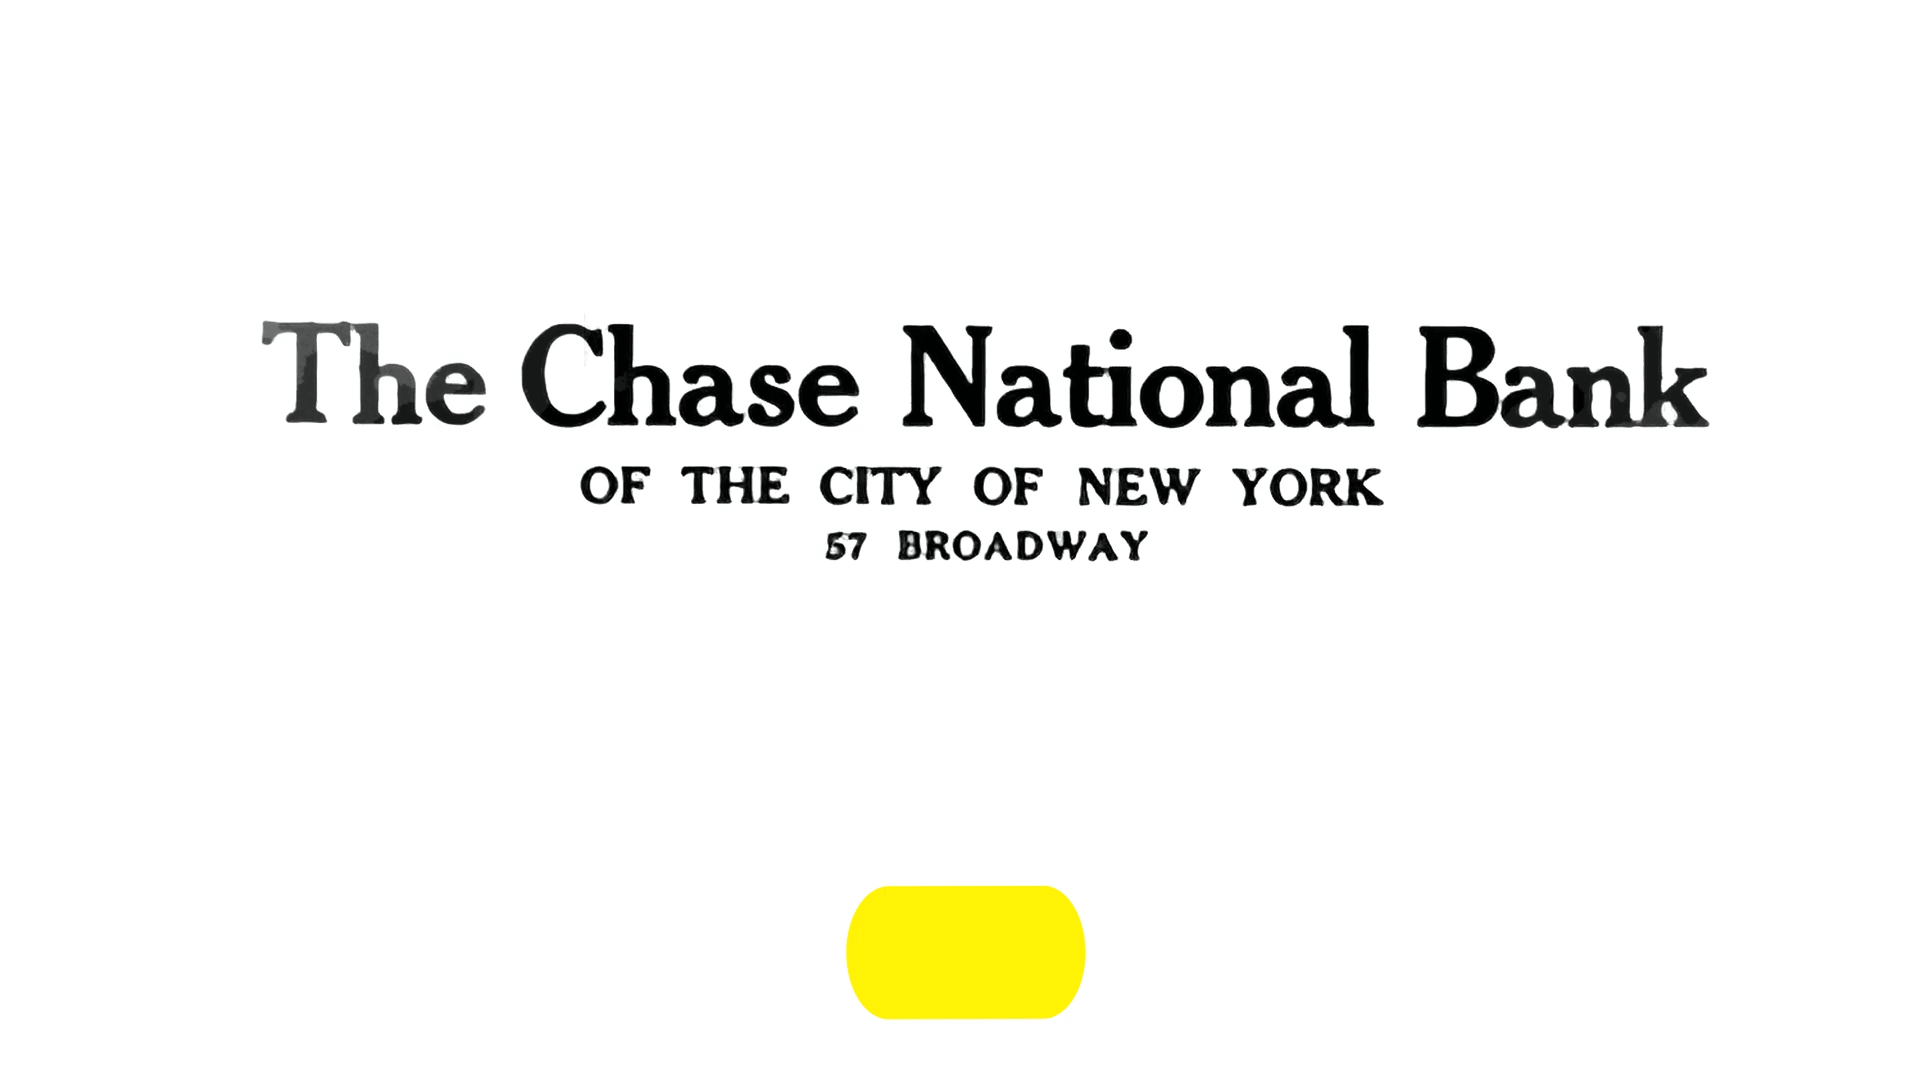 The Chase National Bank
OF THE CITY OF NEW YORK
57 BROADWAY